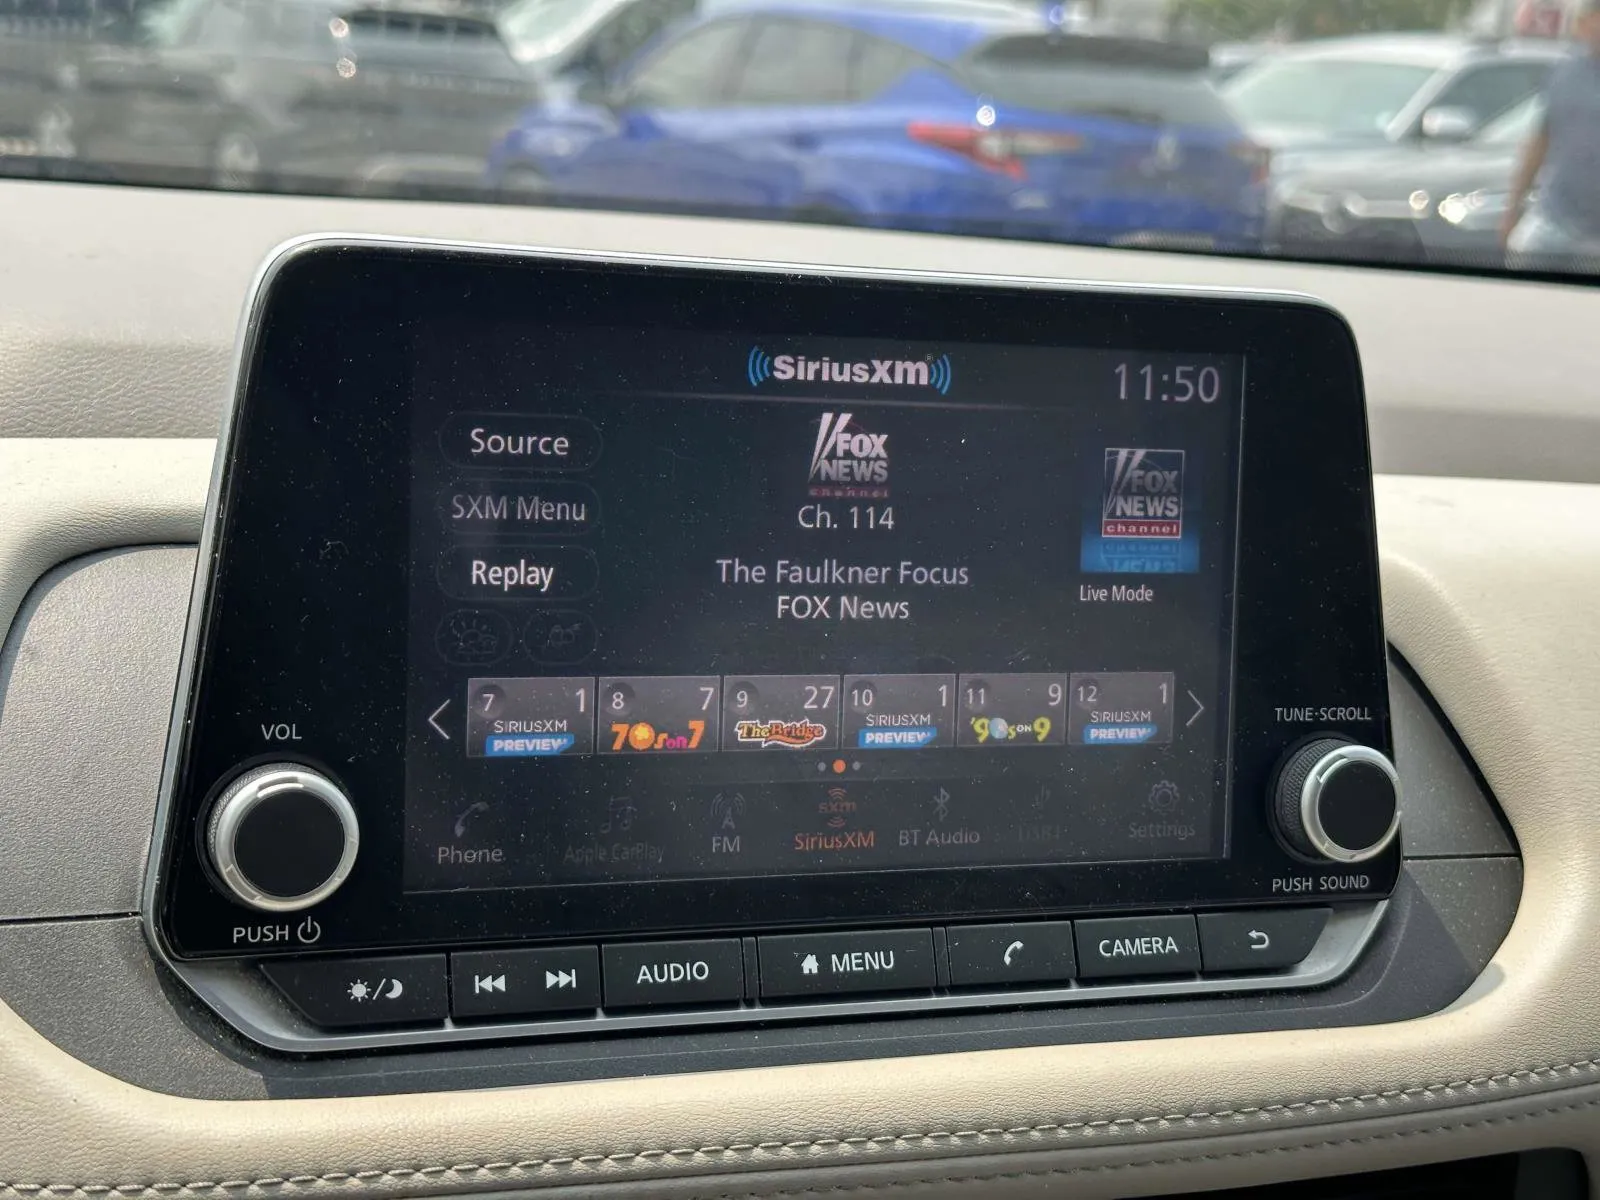 SiriusXM
11:50
Source
FOX
NEWS
channel
Ch. 114
FOX
NEWS
channel
SXM Menu
Replay
The Faulkner Focus
FOX News
Live Mode
7 1
SIRIUSXM
PREVIEW
8 7
70s on 7
9 27
The Bridge
10 1
SIRIUSXM
PREVIEW
11 9
'90s ON 9
12 1
SIRIUSXM
PREVIEW
VOL
TUNE·SCROLL
Phone
Apple CarPlay
FM
sxm
SiriusXM
BT Audio
Settings
PUSH
PUSH SOUND
AUDIO
MENU
CAMERA